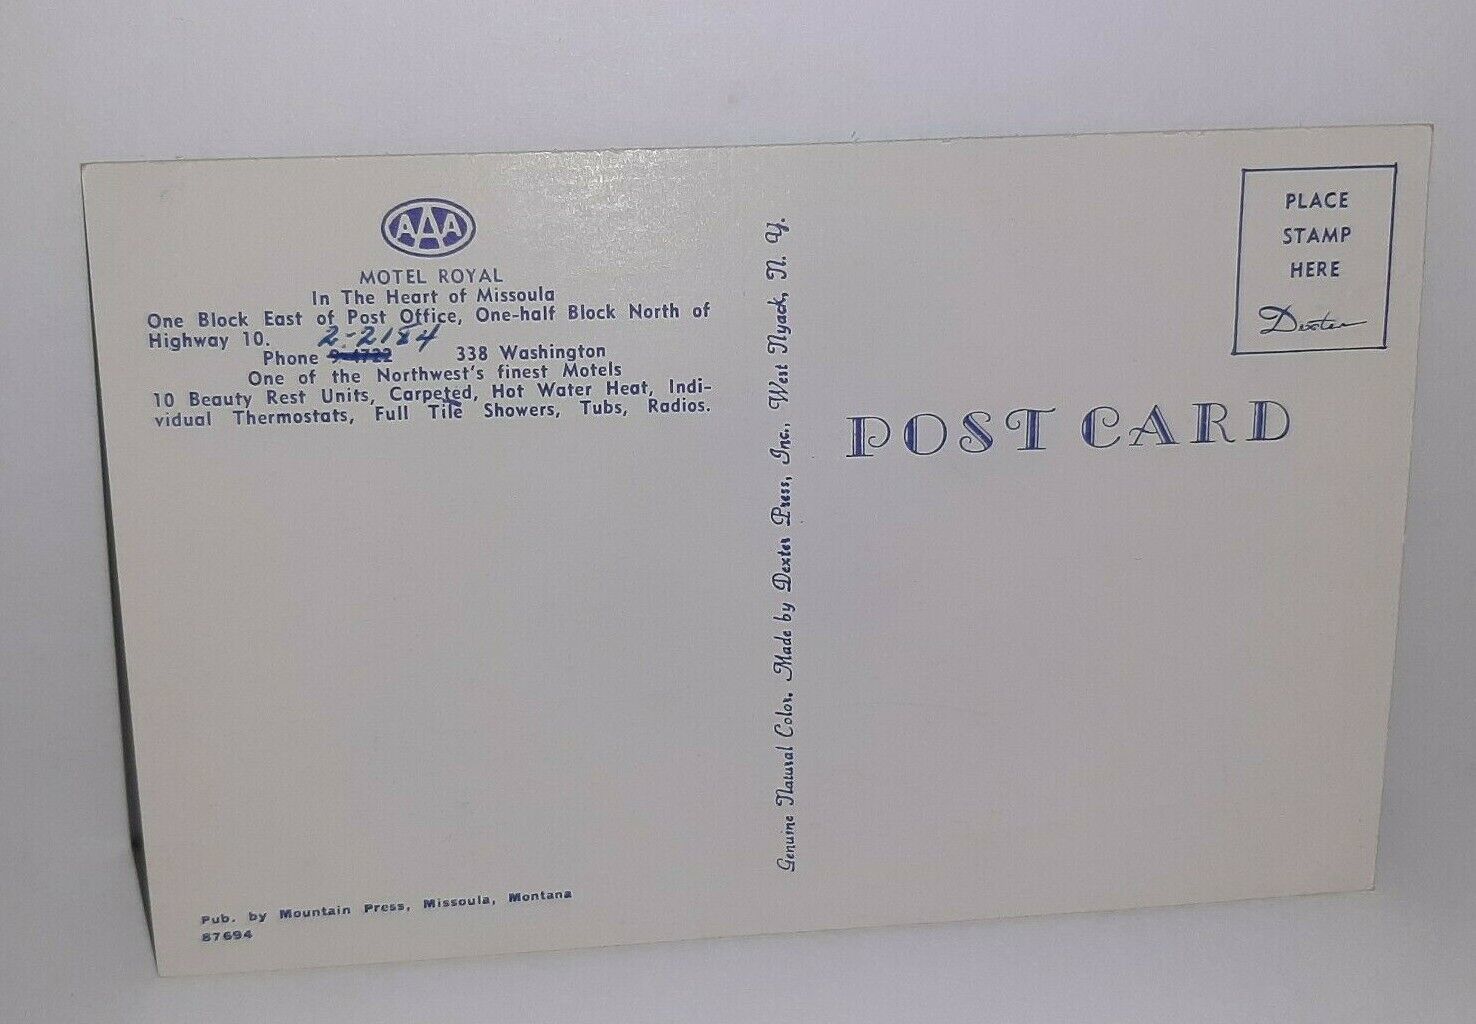 AAA
MOTEL ROYAL
In The Heart of Missoula
One Block East of Post Office, One-half Block North of
Highway 10. 2-2184
Phone 9-4722 338 Washington
One of the Northwest's finest Motels
10 Beauty Rest Units, Carpeted, Hot Water Heat, Indi-
vidual Thermostats, Full Tile Showers, Tubs, Radios.
Pub. by Mountain Press, Missoula, Montana
87694
Genuine Natural Color. Made by Dexter Press, Inc., West Nyack, N. Y.
PLACE
STAMP
HERE
Dexter
POST CARD